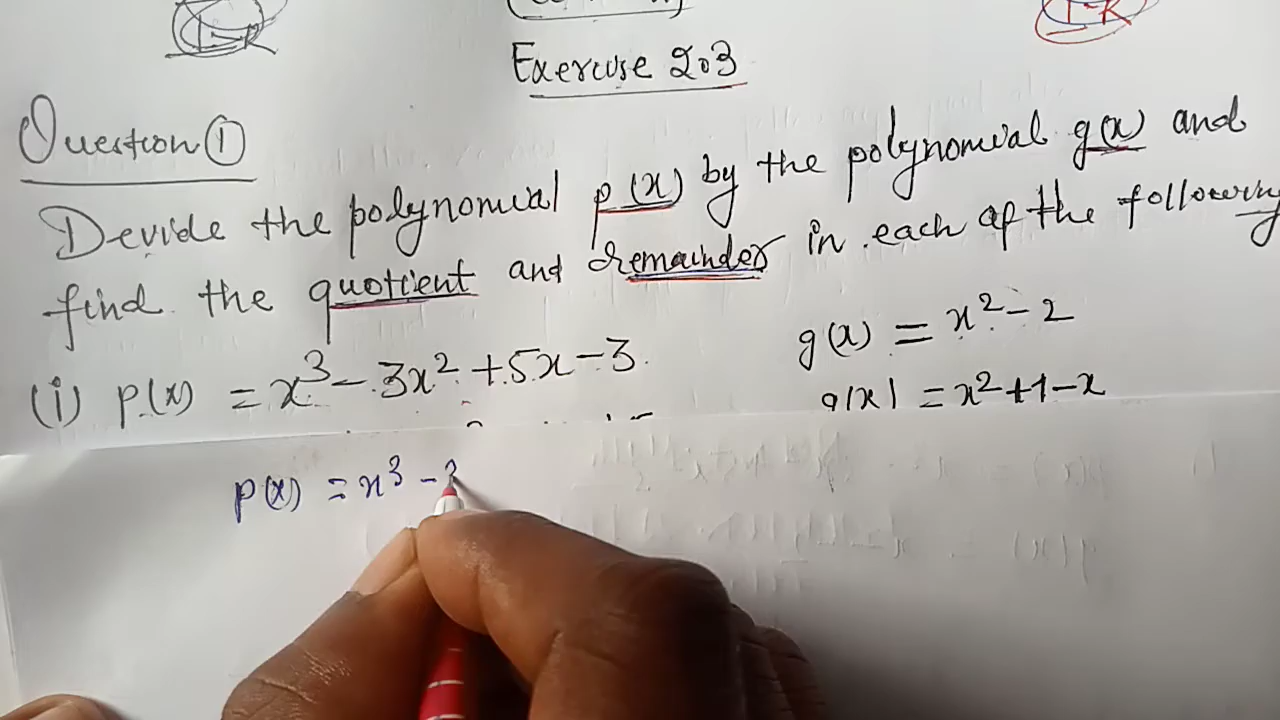 I-K
I-K
Exercise 2.3
Question ①
Devide the polynomial p(x) by the polynomial g(x) and
find the quotient and remainder in each of the following
(i) p(x) = x³ - 3x² + 5x - 3.
g(x) = x² - 2
g(x) = x² + 1 - x
p(x) = x³ - 3